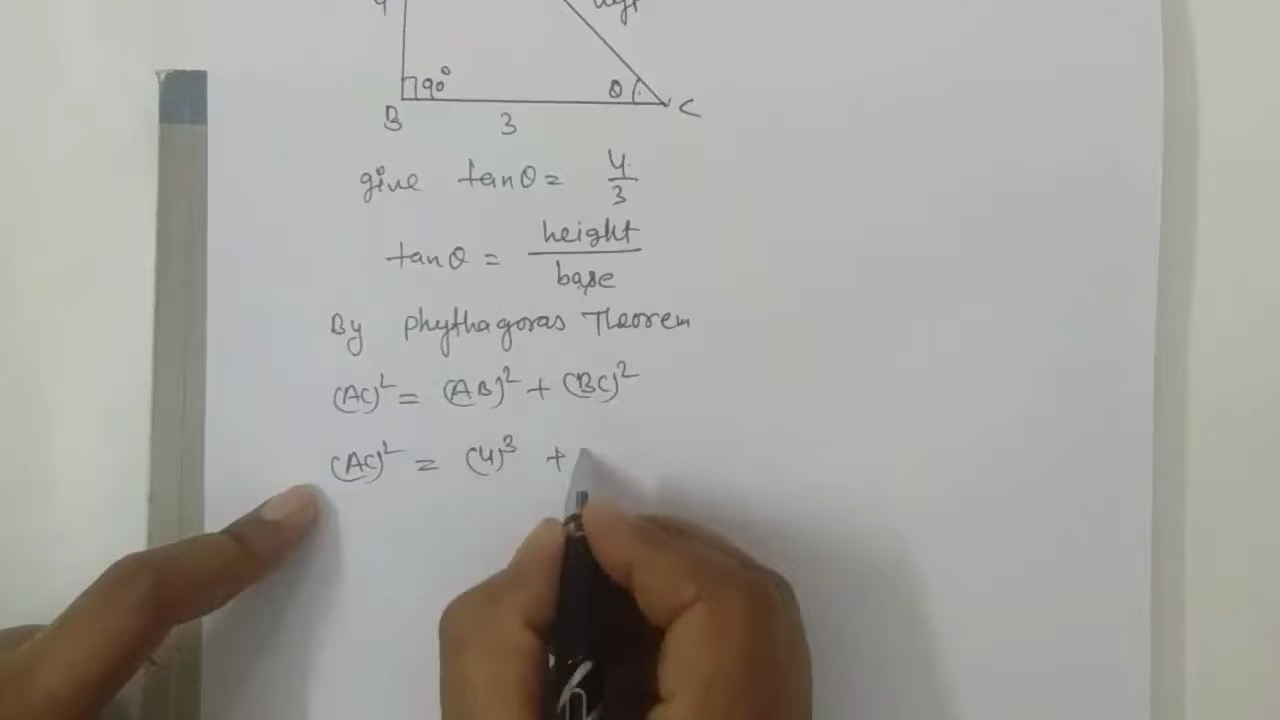 4
hyp
90° θ
B C
3
give tanθ = 4/3
tanθ = height/base
By phythagoras Theorem
(AC)² = (AB)² + (BC)²
(AC)² = (4)³ +